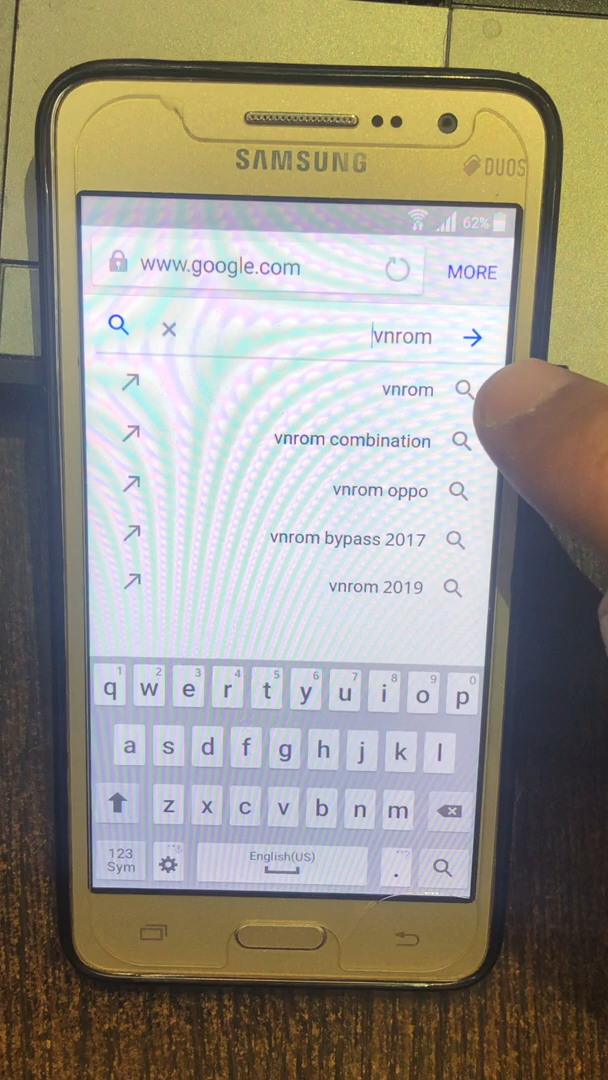 SAMSUNG
DUOS
62%
www.google.com
MORE
vnrom
vnrom
vnrom combination
vnrom oppo
vnrom bypass 2017
vnrom 2019
1 2 3 4 5 6 7 8 9 0
q w e r t y u i o p
a s d f g h j k l
z x c v b n m
123
Sym
English(US)
.